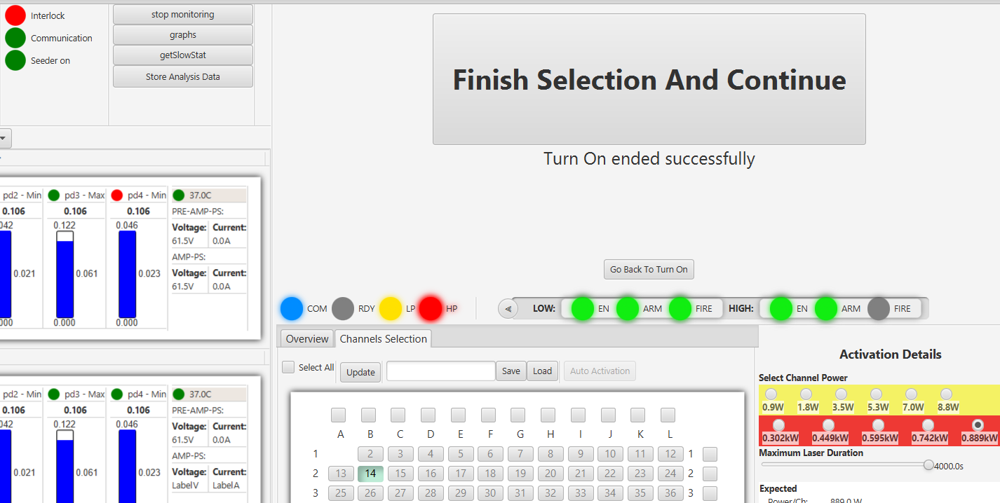 Interlock
Communication
Seeder on
stop monitoring
graphs
getSlowStat
Store Analysis Data
Finish Selection And Continue
Turn On ended successfully
Go Back To Turn On
pd2 - Min pd3 - Max pd4 - Min 37.0C
0.106 0.106 0.106 PRE-AMP-PS:
042 0.122 0.046 Voltage: Current:
61.5V 0.0A
AMP-PS:
0.021 0.061 0.023 Voltage: Current:
61.5V 0.0A
.000 0.000 0.000
COM RDY LP HP LOW: EN ARM FIRE HIGH: EN ARM FIRE
Overview Channels Selection
Select All Update Save Load Auto Activation
A B C D E F G H I J K L
1 2 3 4 5 6 7 8 9 10 11 12 1
2 13 14 15 16 17 18 19 20 21 22 23 24 2
3 25 26 27 28 29 30 31 32 33 34 35 36 3
Activation Details
Select Channel Power
0.9W 1.8W 3.5W 5.3W 7.0W 8.8W
0.302kW 0.449kW 0.595kW 0.742kW 0.889kW
Maximum Laser Duration
4000.0s
Expected
Power/Ch: 889.0 W
pd2 - Min pd3 - Max pd4 - Min 37.0C
0.106 0.106 0.106 PRE-AMP-PS:
042 0.122 0.046 Voltage: Current:
61.5V 0.0A
AMP-PS:
0.021 0.061 0.023 Voltage: Current:
LabelV LabelA